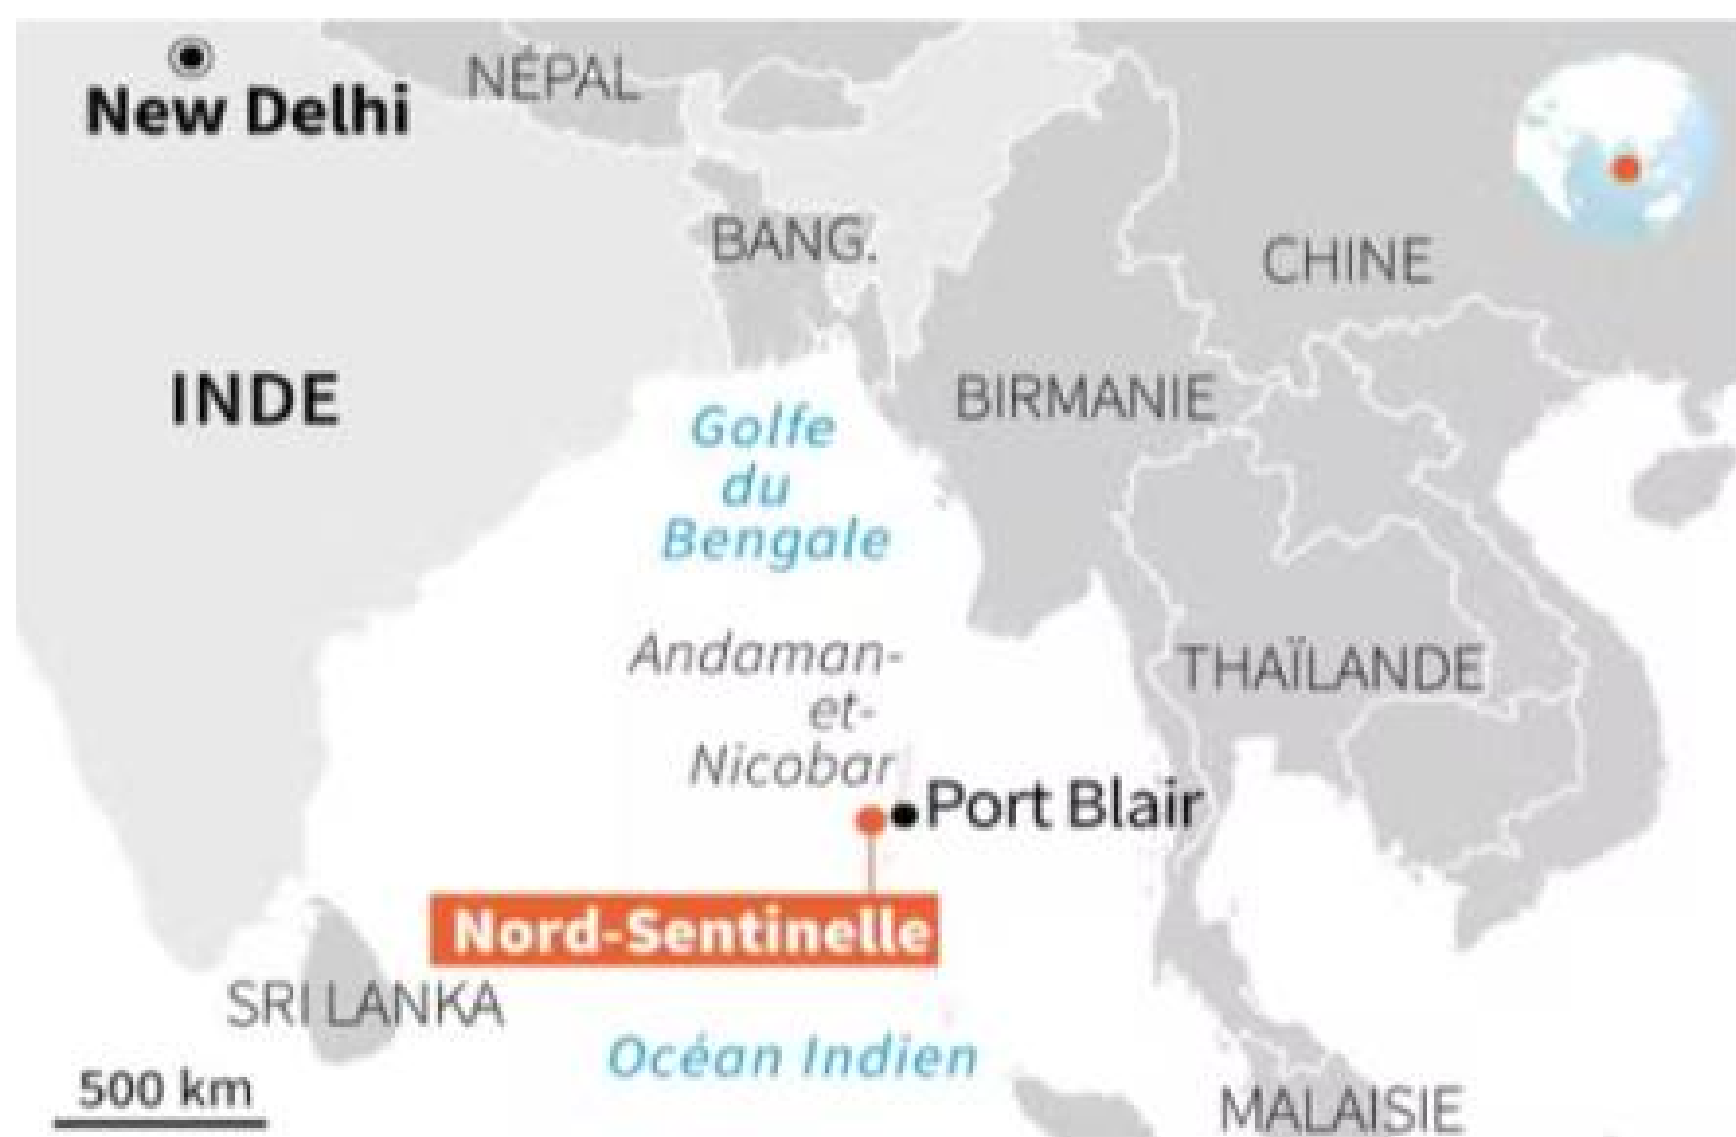 New Delhi
NÉPAL
BANG.
CHINE
INDE
BIRMANIE
Golfe
du
Bengale
Andaman-
et-
Nicobar
THAÏLANDE
Port Blair
Nord-Sentinelle
SRI LANKA
Océan Indien
500 km
MALAISIE